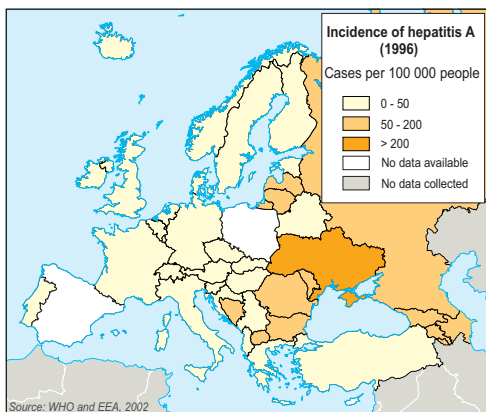 Incidence of hepatitis A
(1996)
Cases per 100 000 people
0 - 50
50 - 200
> 200
No data available
No data collected
Source: WHO and EEA, 2002